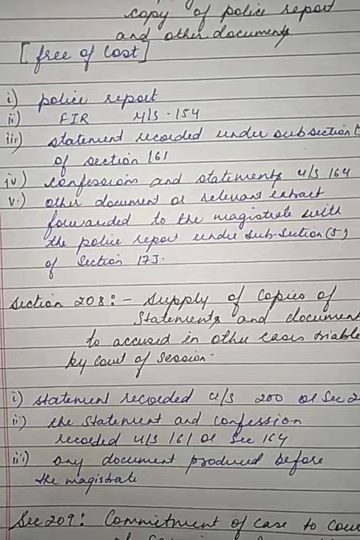 copy of police report
and other documents
[free of cost]
i) police report
ii) FIR u/s - 154
iii) statement recorded under subsection
of section 161
iv) confessions and statements u/s 164
v) other document or relevant extract
forwarded to the magistrate with
the police report under sub-section (5)
of section 173.
Section 208:- Supply of copies of
Statements and document
to accused in other cases triable
by court of session.
i) statement recorded u/s 200 or Sec 2
ii) the statement and confession
recorded u/s 161 or Sec 164
iii) any document produced before
the magistrate
Sec 209: Commitment of case to Cou